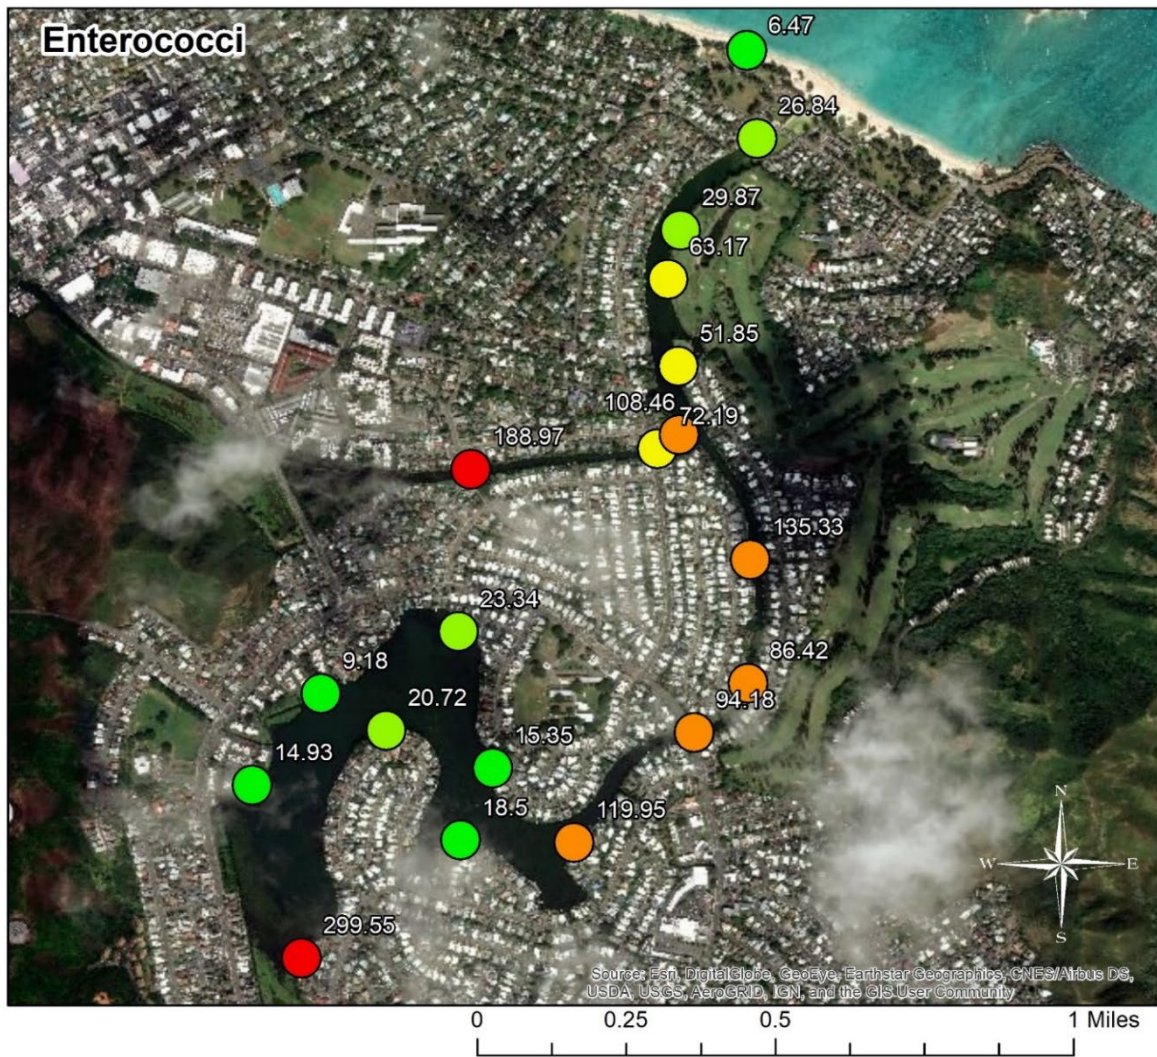 Enterococci
6.47
26.84
29.87
63.17
51.85
108.46
72.19
188.97
135.33
23.34
86.42
9.18
94.18
20.72
15.35
14.93
18.5
119.95
299.55
N
W E
S
Source: Esri, DigitalGlobe, GeoEye, Earthstar Geographics, CNES/Airbus DS,
USDA, USGS, AeroGRID, IGN, and the GIS User Community
0 0.25 0.5 1 Miles